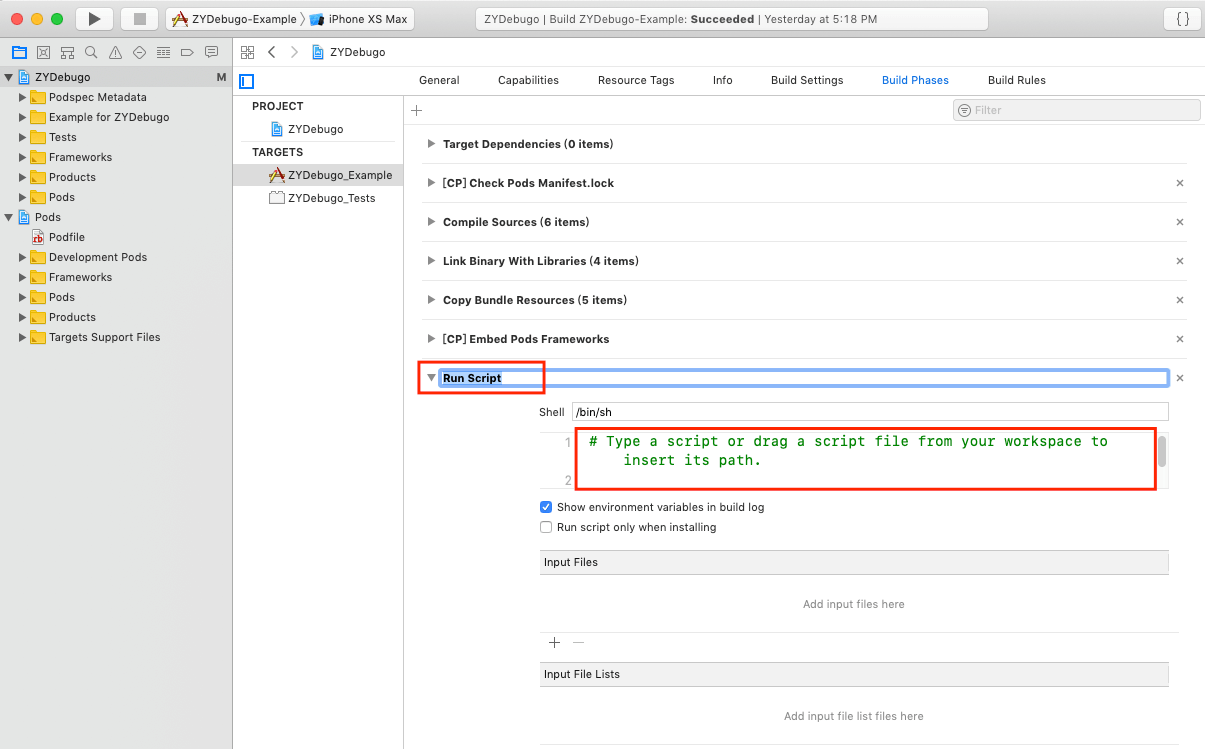 ZYDebugo-Example
iPhone XS Max
ZYDebugo | Build ZYDebugo-Example: Succeeded | Yesterday at 5:18 PM
{ }
ZYDebugo
M
Podspec Metadata
Example for ZYDebugo
Tests
Frameworks
Products
Pods
Pods
Podfile
Development Pods
Frameworks
Pods
Products
Targets Support Files
ZYDebugo
General
Capabilities
Resource Tags
Info
Build Settings
Build Phases
Build Rules
PROJECT
ZYDebugo
TARGETS
ZYDebugo_Example
ZYDebugo_Tests
Filter
Target Dependencies (0 items)
[CP] Check Pods Manifest.lock
Compile Sources (6 items)
Link Binary With Libraries (4 items)
Copy Bundle Resources (5 items)
[CP] Embed Pods Frameworks
Run Script
Shell /bin/sh
1 # Type a script or drag a script file from your workspace to
insert its path.
2
Show environment variables in build log
Run script only when installing
Input Files
Add input files here
Input File Lists
Add input file list files here